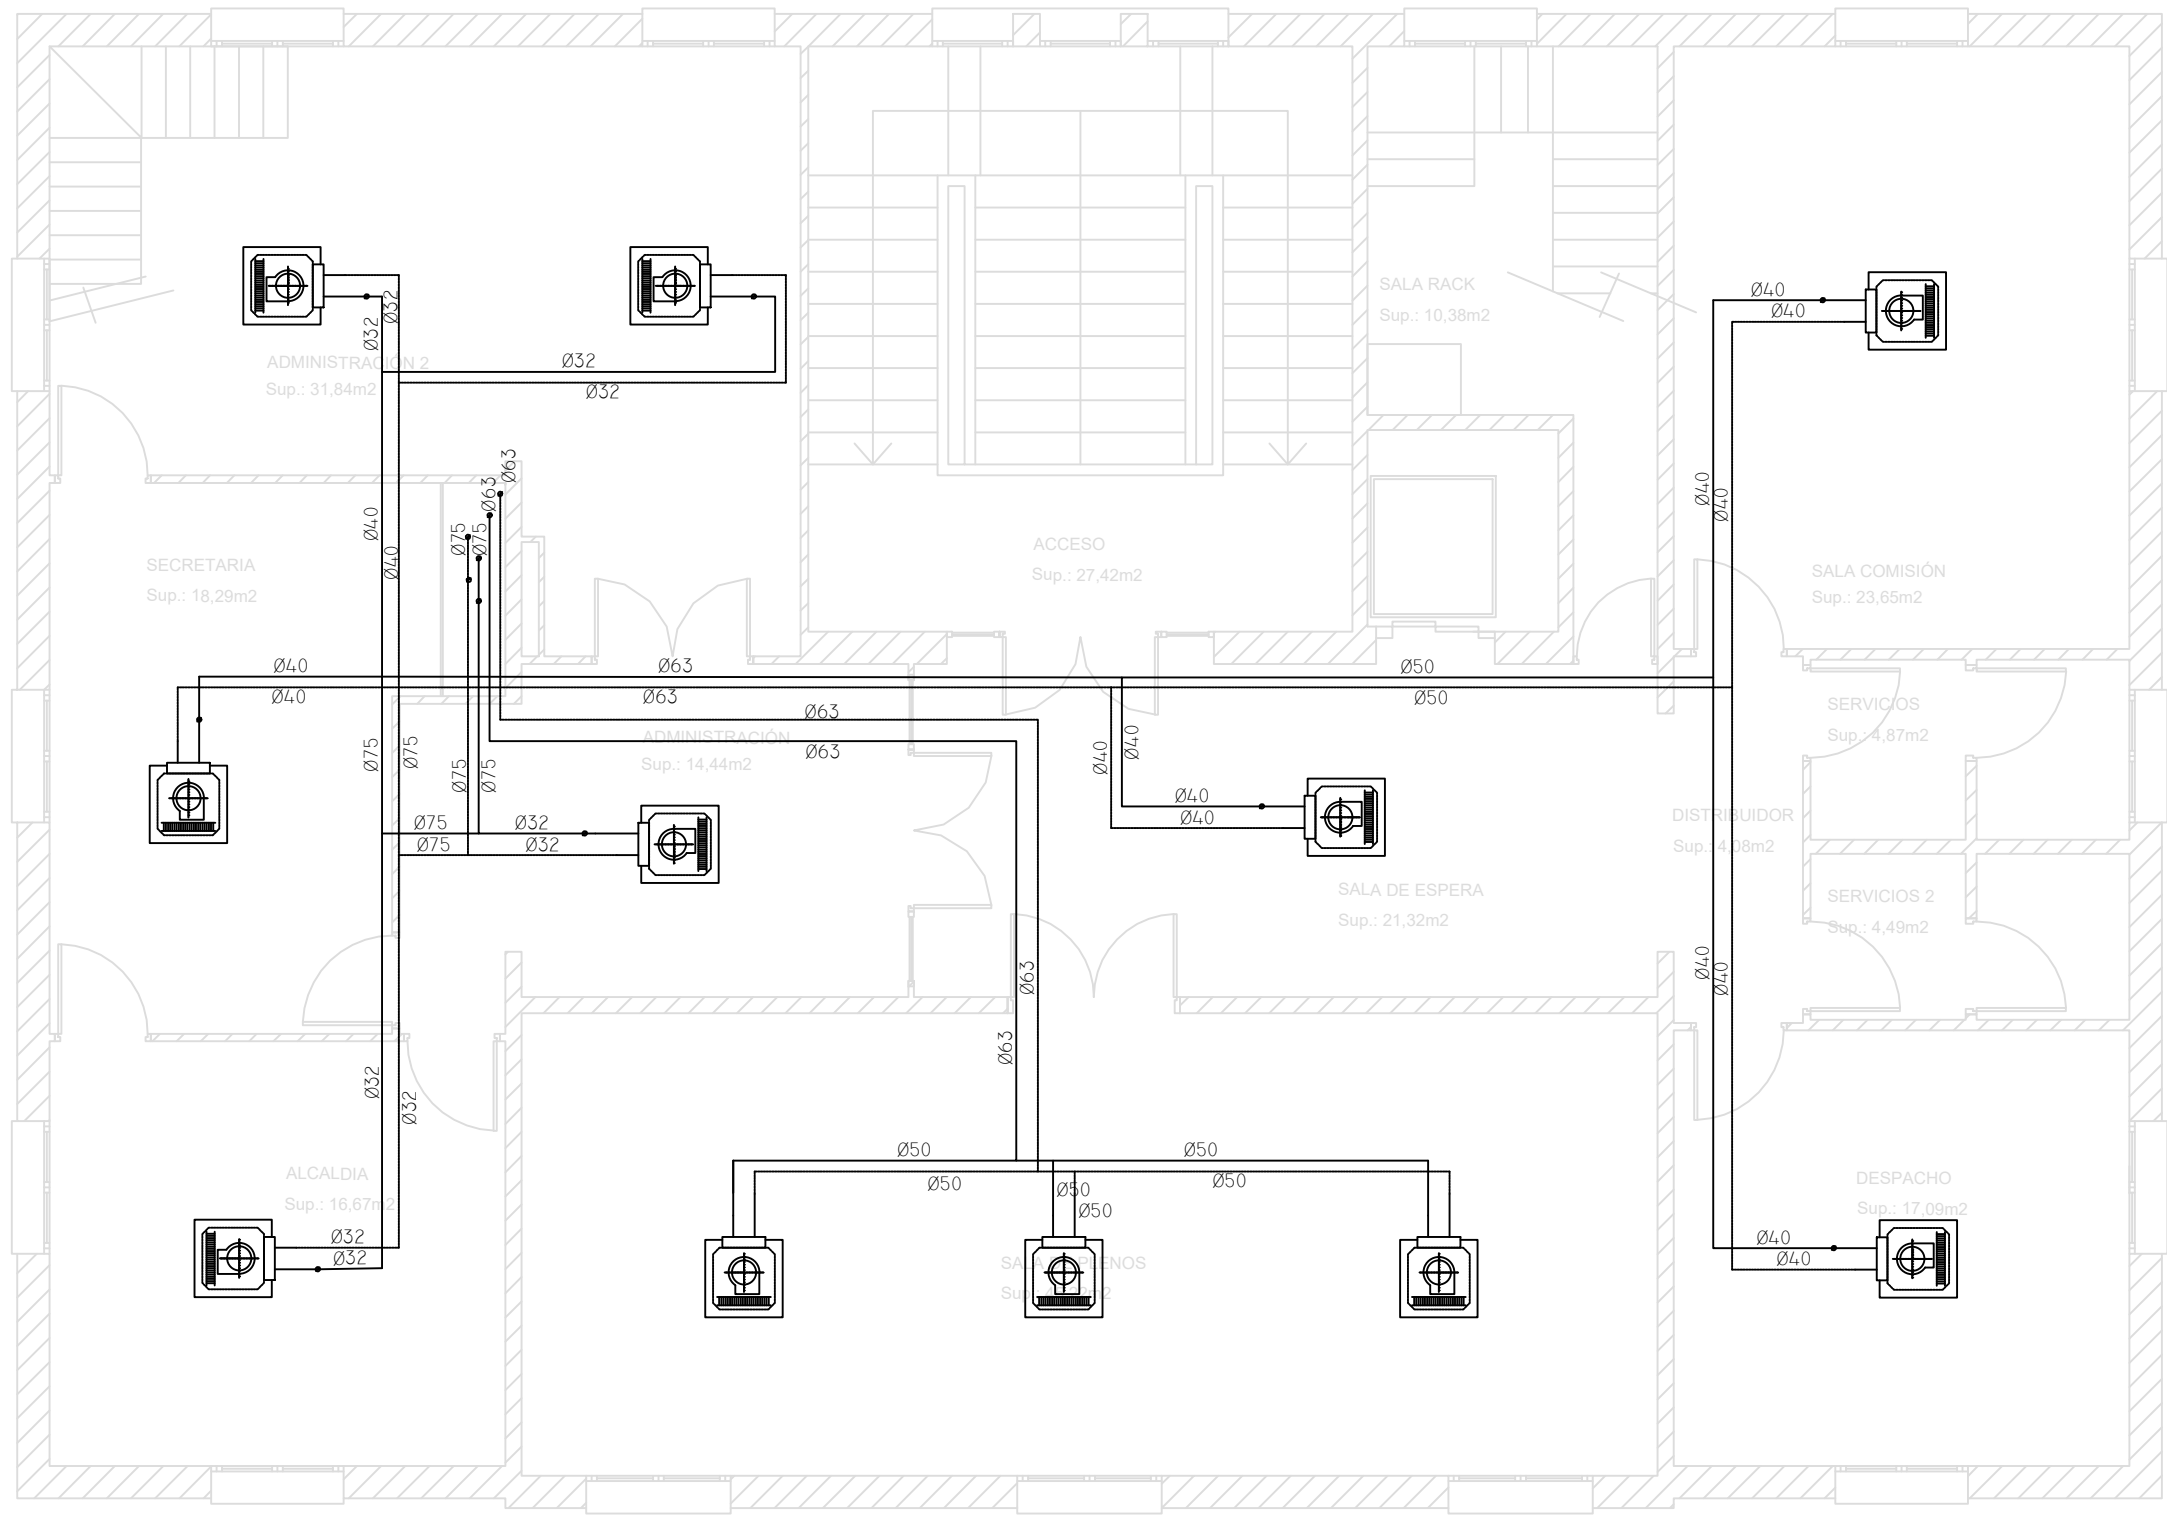 Ø32
Ø32
ADMINISTRACIÓN 2
Sup.: 31,84m2
Ø32
Ø32
SALA RACK
Sup.: 10,38m2
Ø40
Ø40
Ø63
Ø63
Ø75
Ø75
Ø40
Ø40
Ø40
Ø40
SECRETARIA
Sup.: 18,29m2
ACCESO
Sup.: 27,42m2
SALA COMISIÓN
Sup.: 23,65m2
Ø40
Ø40
Ø63
Ø63
Ø50
Ø50
Ø63
Ø63
ADMINISTRACIÓN
Sup.: 14,44m2
Ø75
Ø75
Ø75
Ø75
Ø40
Ø40
SERVICIOS
Sup.: 4,87m2
Ø75
Ø32
Ø75
Ø32
Ø40
Ø40
DISTRIBUIDOR
Sup.: 4,08m2
SALA DE ESPERA
Sup.: 21,32m2
SERVICIOS 2
Sup.: 4,49m2
Ø63
Ø63
Ø40
Ø40
Ø32
Ø32
ALCALDIA
Sup.: 16,67m2
Ø50
Ø50
Ø50
Ø50
Ø50
Ø50
DESPACHO
Sup.: 17,09m2
Ø32
Ø32
SALA PLENOS
Ø40
Ø40